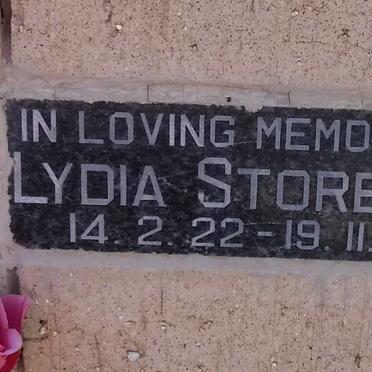 IN LOVING MEMO
LYDIA STORE
14.2.22-19.11.